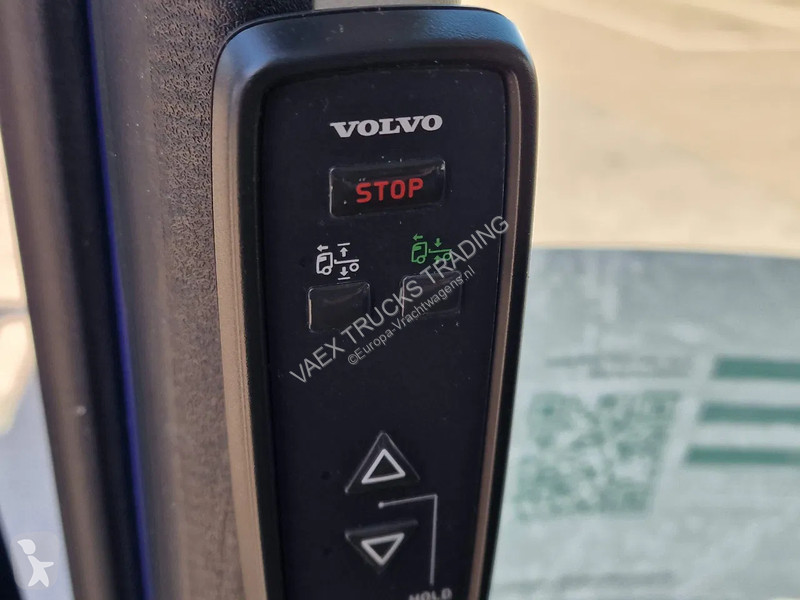 VOLVO
STOP
VAEX TRUCKS TRADING
©Europa-Vrachtwagens.nl
HOLD